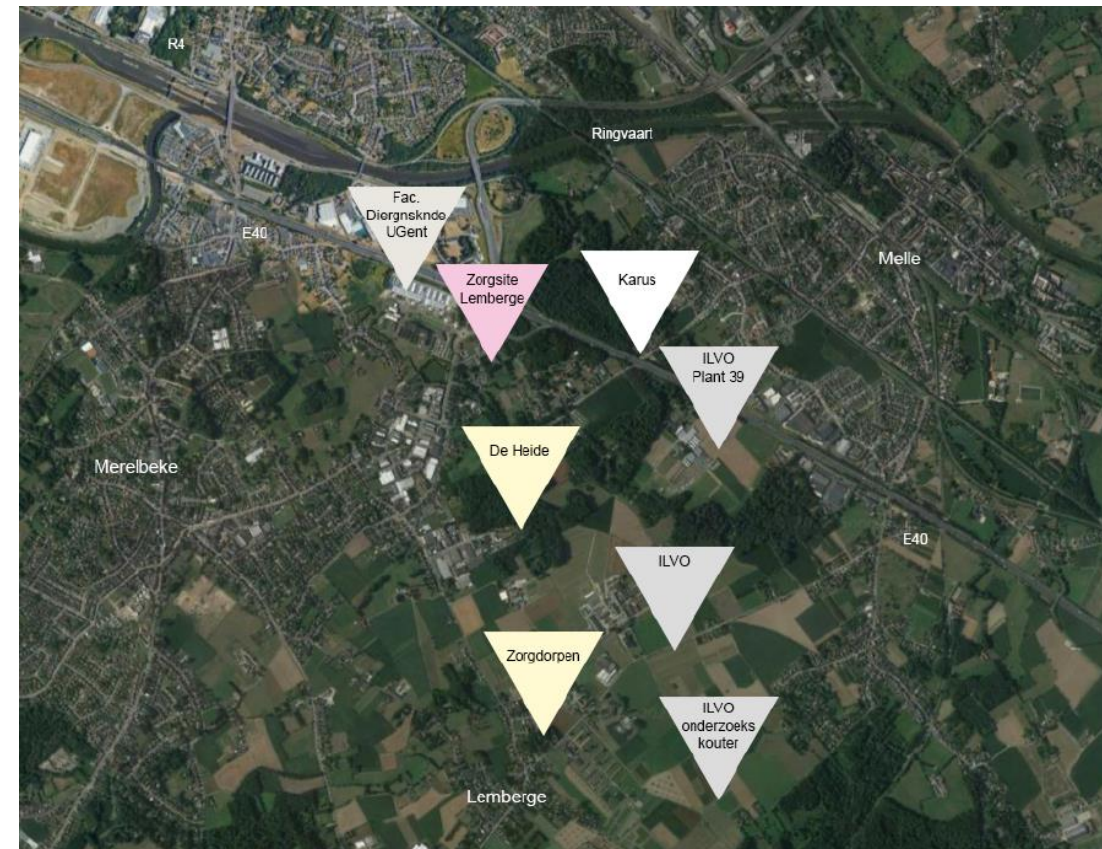 R4
Ringvaart
Fac.
Diergnsknde
UGent
E40
Melle
Zorgsite
Lemberge
Karus
ILVO
Plant 39
De Heide
Merelbeke
E40
ILVO
Zorgdorpen
ILVO
onderzoeks
kouter
Lemberge